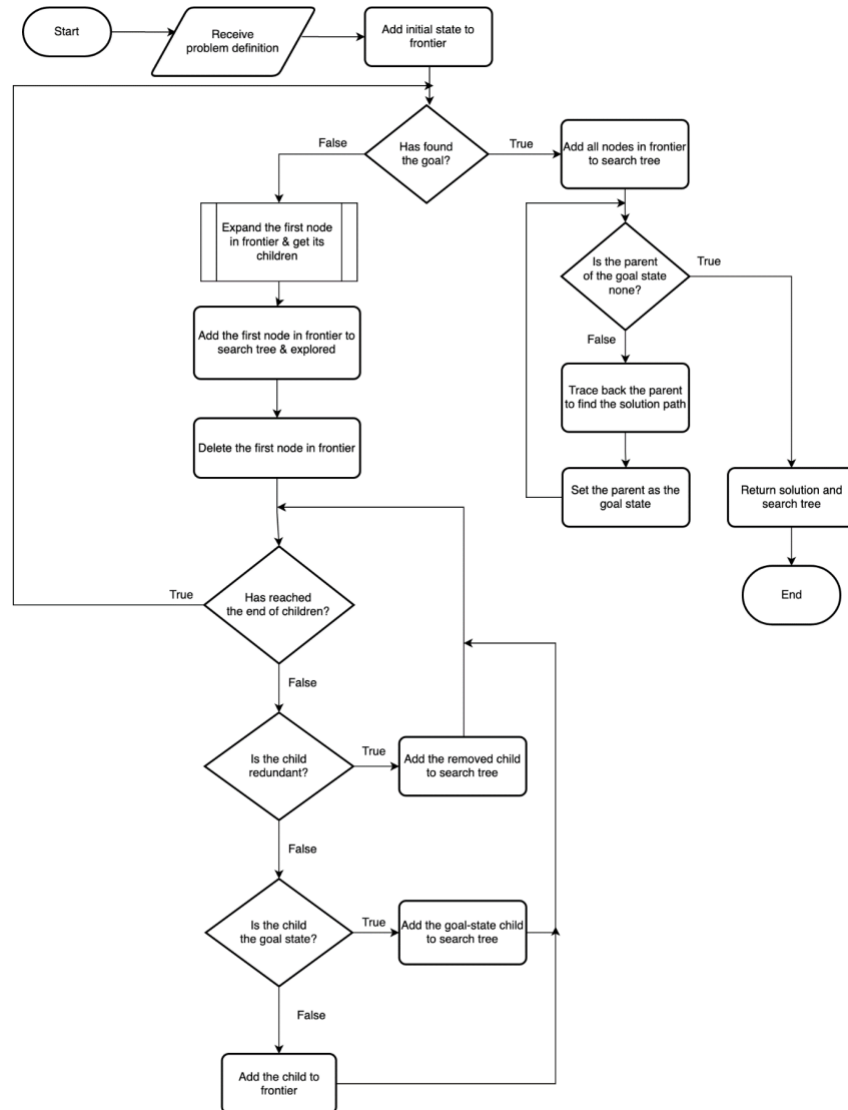 Start
Receive
problem definition
Add initial state to
frontier
Has found
the goal?
False
True
Add all nodes in frontier
to search tree
Expand the first node
in frontier & get its
children
Is the parent
of the goal state
none?
True
False
Add the first node in frontier to
search tree & explored
Trace back the parent
to find the solution path
Delete the first node in frontier
Set the parent as the
goal state
Return solution and
search tree
End
Has reached
the end of children?
True
False
Is the child
redundant?
True
Add the removed child
to search tree
False
Is the child
the goal state?
True
Add the goal-state child
to search tree
False
Add the child to
frontier